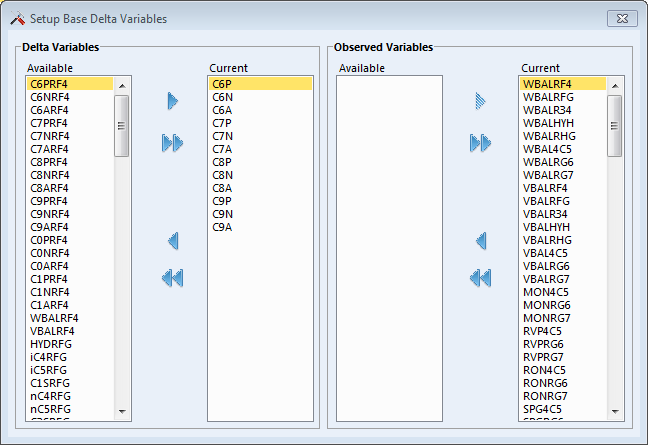 Setup Base Delta Variables
Delta Variables
Available
C6PRF4
C6NRF4
C6ARF4
C7PRF4
C7NRF4
C7ARF4
C8PRF4
C8NRF4
C8ARF4
C9PRF4
C9NRF4
C9ARF4
C0PRF4
C0NRF4
C0ARF4
C1PRF4
C1NRF4
C1ARF4
WBALRF4
VBALRF4
HYDRFG
iC4RFG
iC5RFG
C1SRFG
nC4RFG
nC5RFG
Current
C6P
C6N
C6A
C7P
C7N
C7A
C8P
C8N
C8A
C9P
C9N
C9A
Observed Variables
Available
Current
WBALRF4
WBALRFG
WBALR34
WBALHYH
WBALRHG
WBAL4C5
WBALRG6
WBALRG7
VBALRF4
VBALRFG
VBALR34
VBALHYH
VBALRHG
VBAL4C5
VBALRG6
VBALRG7
MON4C5
MONRG6
MONRG7
RVP4C5
RVPRG6
RVPRG7
RON4C5
RONRG6
RONRG7
SPG4C5